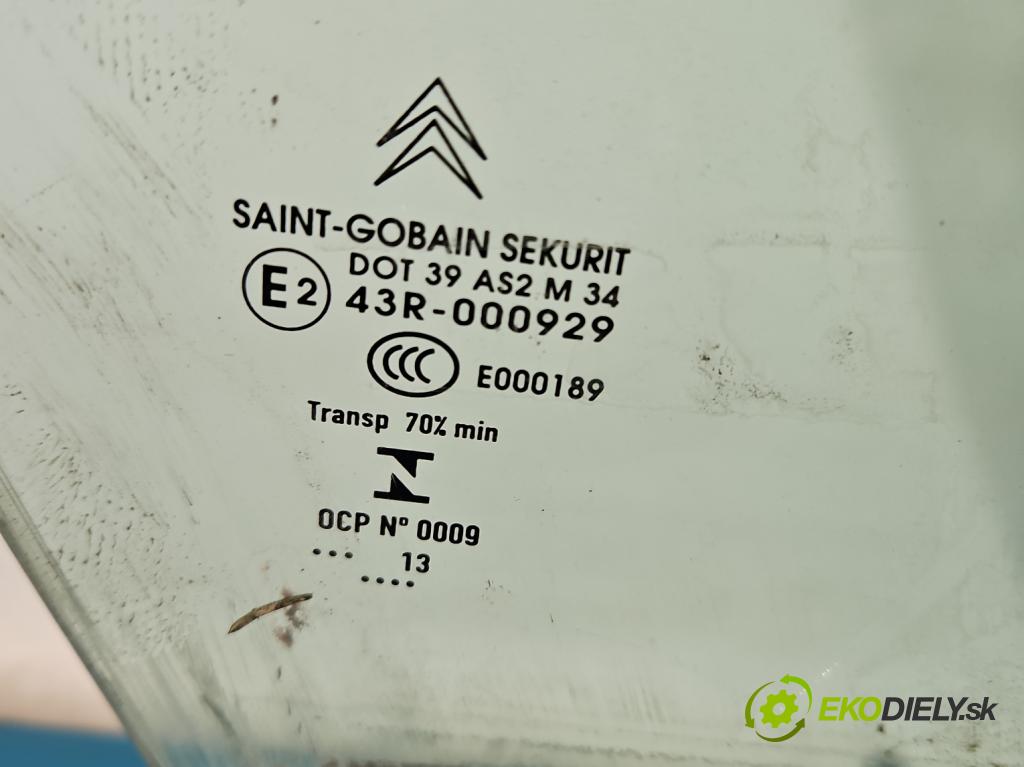 SAINT-GOBAIN SEKURIT
DOT 39 AS2 M 34
E2 43R-000929
CCC E000189
Transp 70% min
OCP Nº 0009
... 13
....
EKODIELY.sk